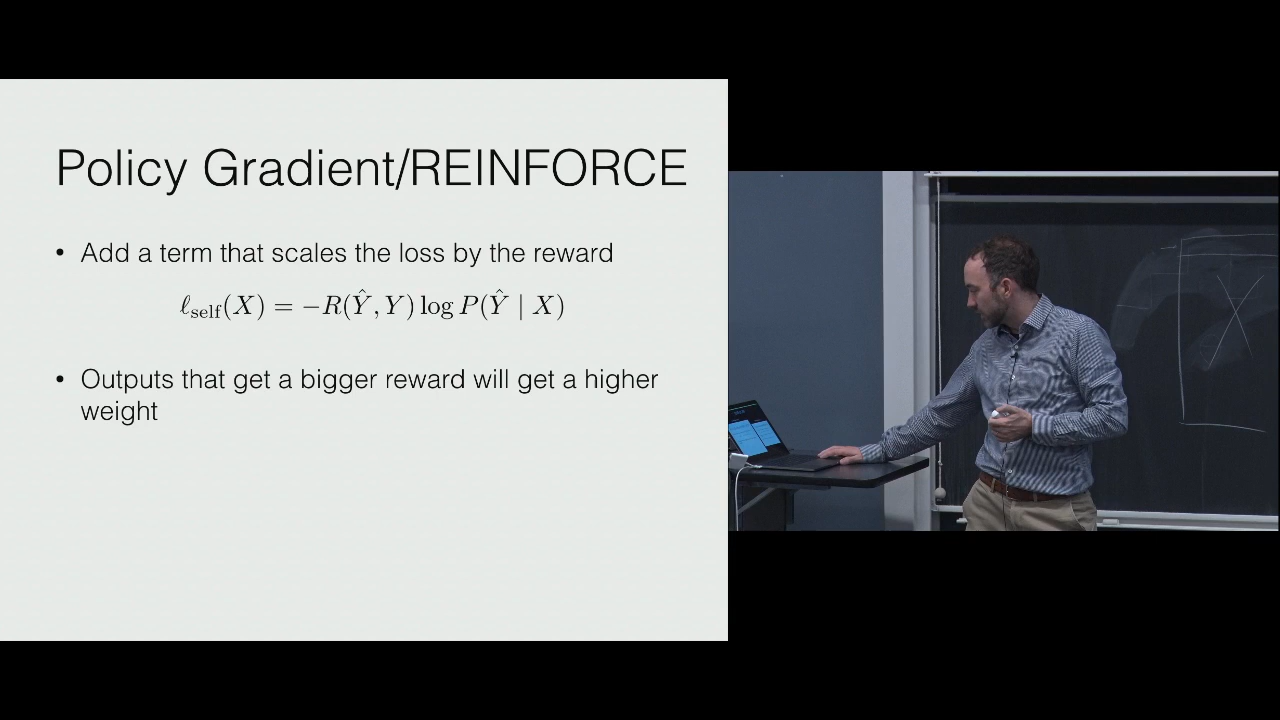 Policy Gradient/REINFORCE
• Add a term that scales the loss by the reward
ℓ_self(X) = −R(Ŷ, Y) log P(Ŷ | X)
• Outputs that get a bigger reward will get a higher
weight